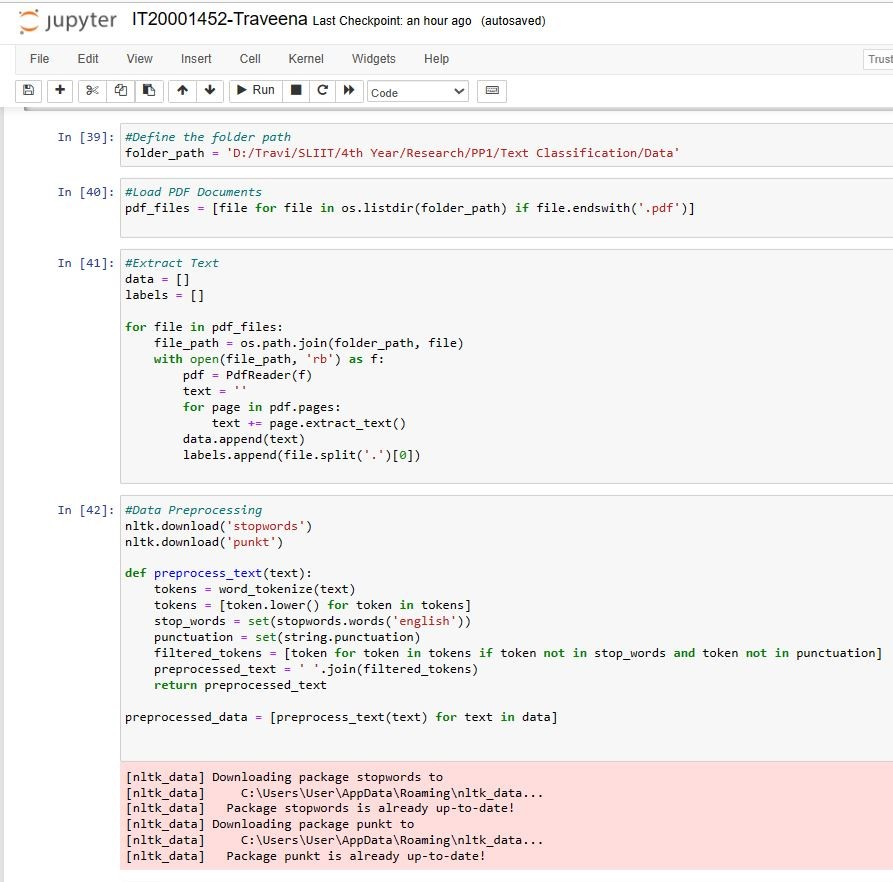 jupyter IT20001452-Traveena Last Checkpoint: an hour ago (autosaved)
File Edit View Insert Cell Kernel Widgets Help Trust
Run Code
In [39]: #Define the folder path
folder_path = 'D:/Travi/SLIIT/4th Year/Research/PP1/Text Classification/Data'
In [40]: #Load PDF Documents
pdf_files = [file for file in os.listdir(folder_path) if file.endswith('.pdf')]
In [41]: #Extract Text
data = []
labels = []
for file in pdf_files:
    file_path = os.path.join(folder_path, file)
    with open(file_path, 'rb') as f:
        pdf = PdfReader(f)
        text = ''
        for page in pdf.pages:
            text += page.extract_text()
        data.append(text)
        labels.append(file.split('.')[0])
In [42]: #Data Preprocessing
nltk.download('stopwords')
nltk.download('punkt')
def preprocess_text(text):
    tokens = word_tokenize(text)
    tokens = [token.lower() for token in tokens]
    stop_words = set(stopwords.words('english'))
    punctuation = set(string.punctuation)
    filtered_tokens = [token for token in tokens if token not in stop_words and token not in punctuation]
    preprocessed_text = ' '.join(filtered_tokens)
    return preprocessed_text
preprocessed_data = [preprocess_text(text) for text in data]
[nltk_data] Downloading package stopwords to
[nltk_data]     C:\Users\User\AppData\Roaming\nltk_data...
[nltk_data]   Package stopwords is already up-to-date!
[nltk_data] Downloading package punkt to
[nltk_data]     C:\Users\User\AppData\Roaming\nltk_data...
[nltk_data]   Package punkt is already up-to-date!